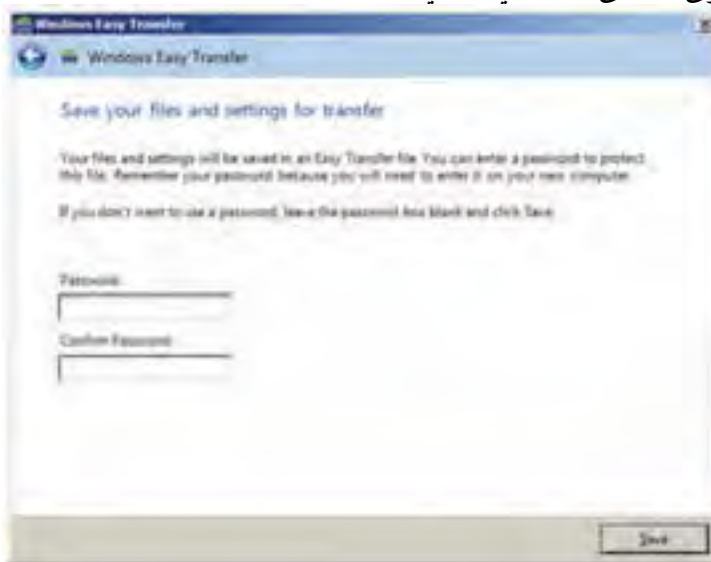 Windows Easy Transfer
Windows Easy Transfer
Save your files and settings for transfer
Your files and settings will be saved in an Easy Transfer file. You can enter a password to protect
this file. Remember your password because you will need to enter it on your new computer.
If you don't want to use a password, leave the password box blank and click Save.
Password:
Confirm Password:
Save